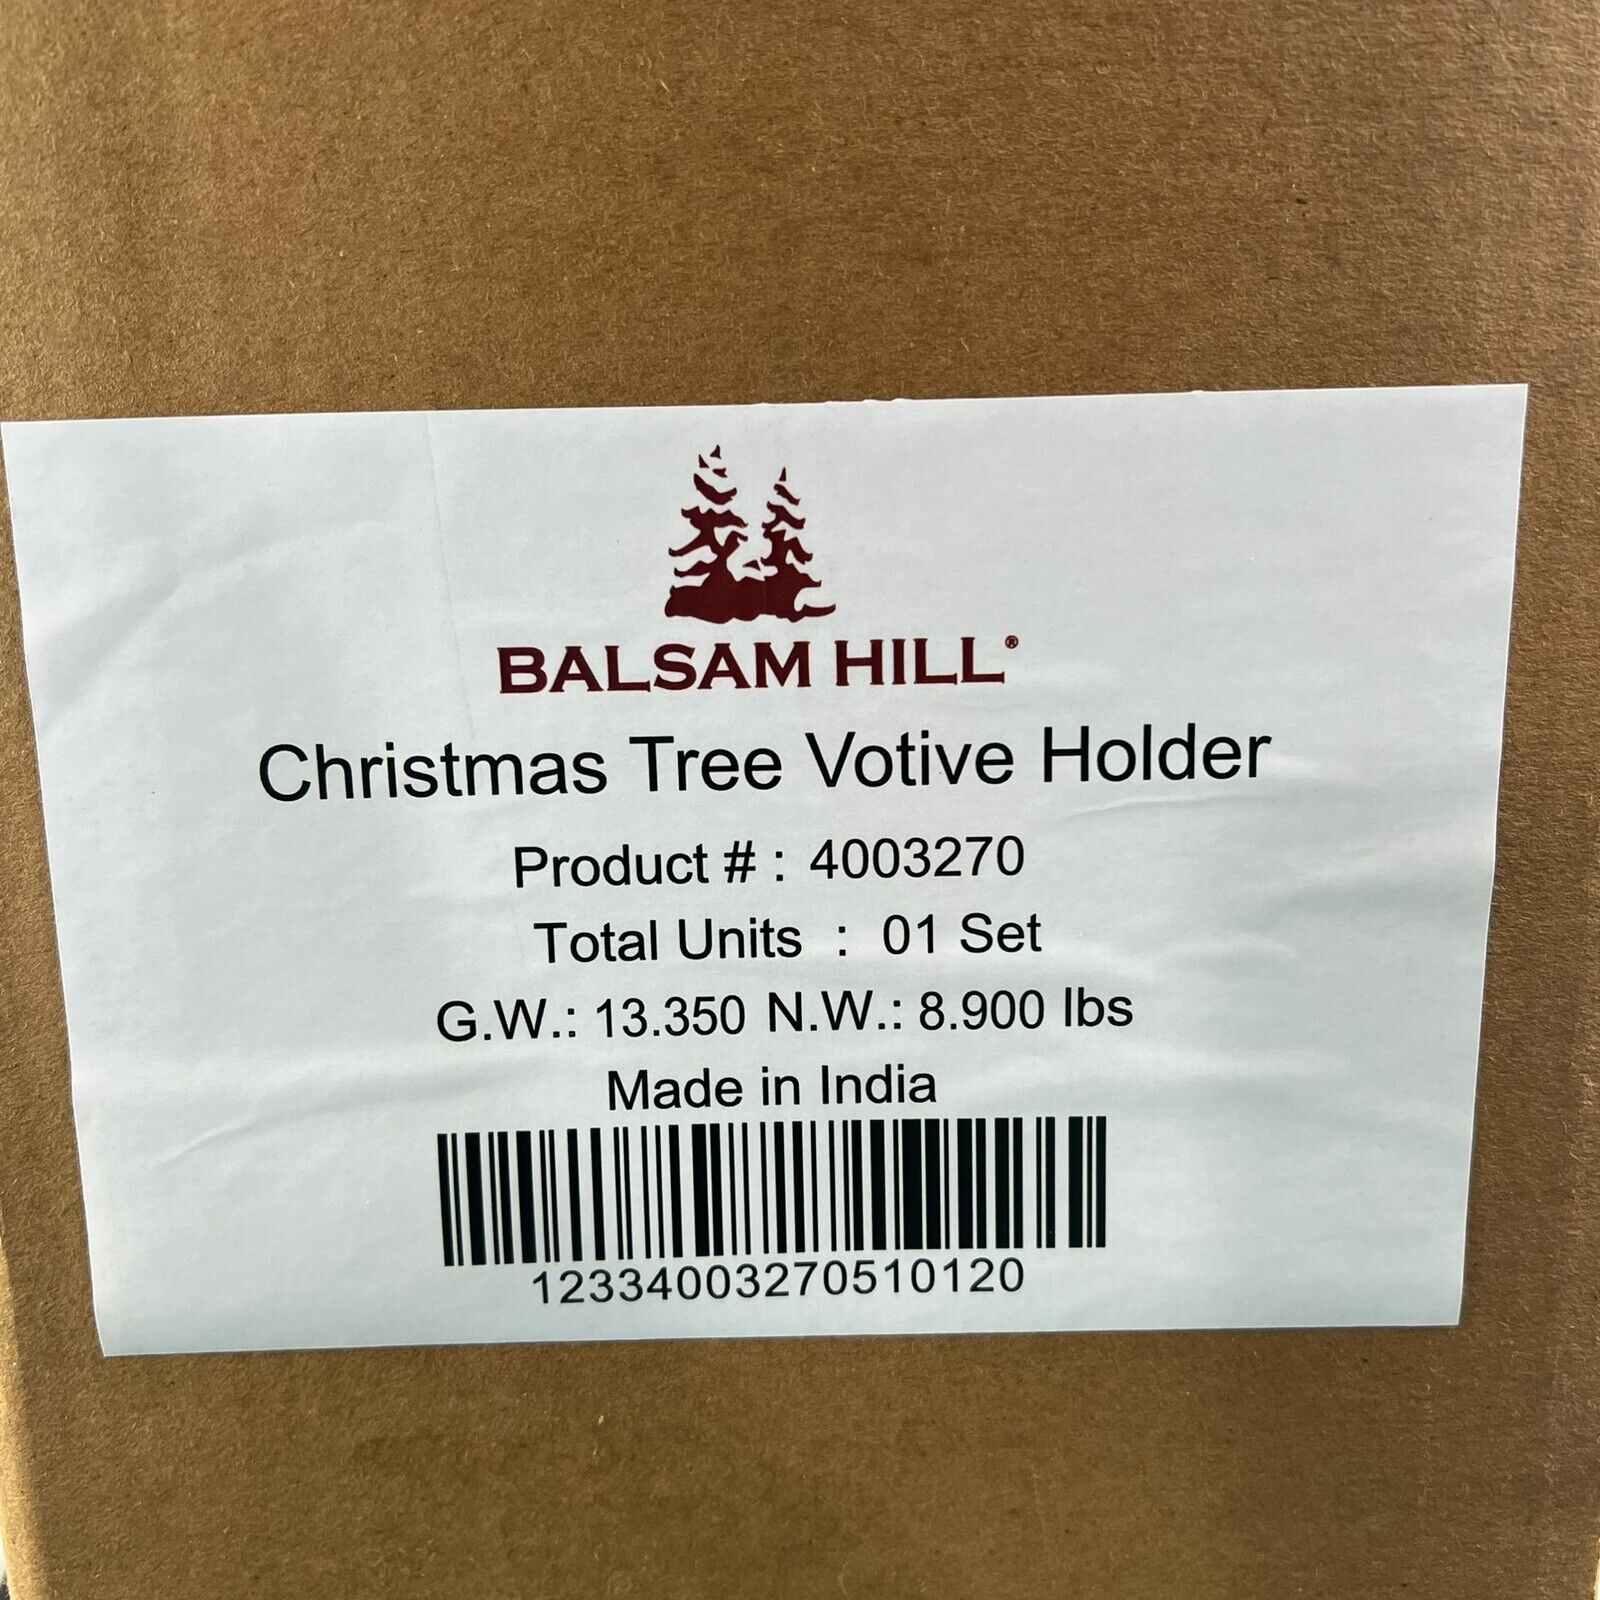 BALSAM HILL®
Christmas Tree Votive Holder
Product # : 4003270
Total Units : 01 Set
G.W.: 13.350 N.W.: 8.900 lbs
Made in India
12334003270510120